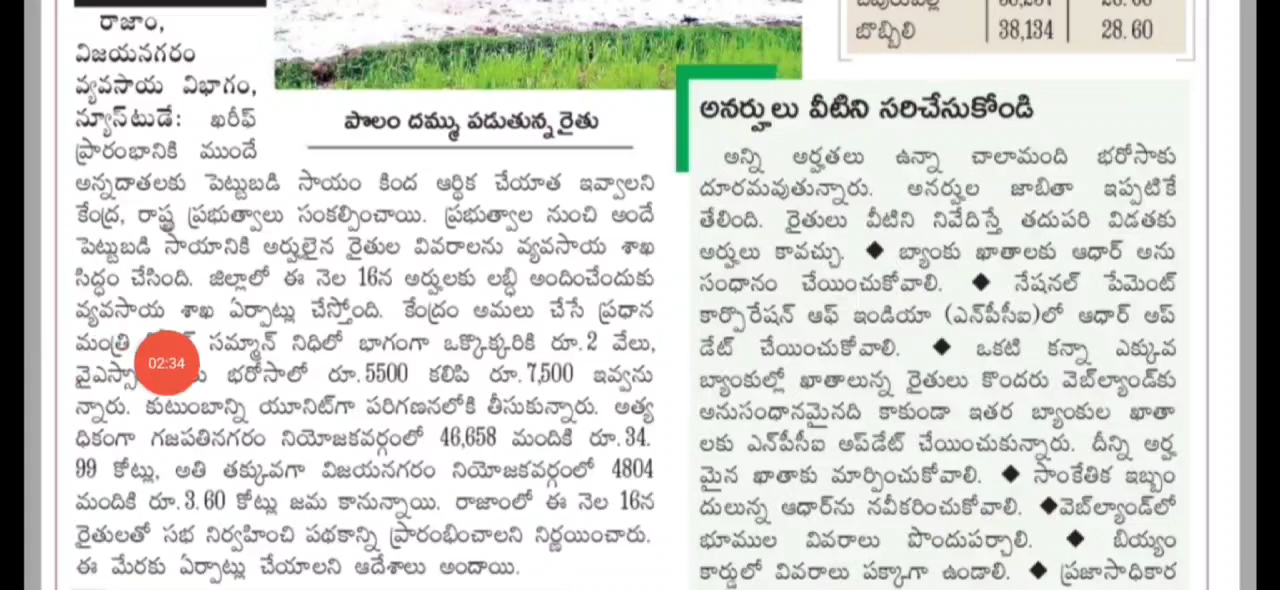 రాజాం,
విజయనగరం
వ్యవసాయ విభాగం,
న్యూస్‌టుడే: ఖరీఫ్
ప్రారంభానికి ముందే
అన్నదాతలకు పెట్టుబడి సాయం కింద ఆర్థిక చేయూత ఇవ్వాలని
కేంద్ర, రాష్ట్ర ప్రభుత్వాలు సంకల్పించాయి. ప్రభుత్వాల నుంచి అందే
పెట్టుబడి సాయానికి అర్హులైన రైతుల వివరాలను వ్యవసాయ శాఖ
సిద్ధం చేసింది. జిల్లాలో ఈ నెల 16న అర్హులకు లబ్ధి అందించేందుకు
వ్యవసాయ శాఖ ఏర్పాట్లు చేస్తోంది. కేంద్రం అమలు చేసే ప్రధాన
మంత్రి సమ్మాన్ నిధిలో భాగంగా ఒక్కొక్కరికి రూ.2 వేలు,
భరోసాలో రూ.5500 కలిపి రూ.7,500 ఇవ్వను
న్నారు. కుటుంబాన్ని యూనిట్‌గా పరిగణనలోకి తీసుకున్నారు. అత్య
ధికంగా గజపతినగరం నియోజకవర్గంలో 46,658 మందికి రూ.34.
99 కోట్లు, అతి తక్కువగా విజయనగరం నియోజకవర్గంలో 4804
మందికి రూ.3.60 కోట్లు జమ కానున్నాయి. రాజాంలో ఈ నెల 16న
రైతులతో సభ నిర్వహించి పథకాన్ని ప్రారంభించాలని నిర్ణయించారు.
ఈ మేరకు ఏర్పాట్లు చేయాలని ఆదేశాలు అందాయి.
02:34
పొలం దమ్ము పడుతున్న రైతు
బొబ్బిలి 38,134 28.60
అనర్హులు వీటిని సరిచేసుకోండి
అన్ని అర్హతలు ఉన్నా చాలామంది భరోసాకు
దూరమవుతున్నారు. అనర్హుల జాబితా ఇప్పటికే
తేలింది. రైతులు వీటిని నివేదిస్తే తదుపరి విడతకు
అర్హులు కావచ్చు. ◆ బ్యాంకు ఖాతాలకు ఆధార్ అను
సంధానం చేయించుకోవాలి. ◆ నేషనల్ పేమెంట్
కార్పొరేషన్ ఆఫ్ ఇండియా (ఎన్‌పీసీఐ)లో ఆధార్ అప్
డేట్ చేయించుకోవాలి. ◆ ఒకటి కన్నా ఎక్కువ
బ్యాంకుల్లో ఖాతాలున్న రైతులు కొందరు వెబ్‌ల్యాండ్‌కు
అనుసంధానమైనది కాకుండా ఇతర బ్యాంకుల ఖాతా
లకు ఎన్‌పీసీఐ అప్‌డేట్ చేయించుకున్నారు. దీన్ని అర్హ
మైన ఖాతాకు మార్పించుకోవాలి. ◆ సాంకేతిక ఇబ్బం
దులున్న ఆధార్‌ను నవీకరించుకోవాలి. ◆వెబ్‌ల్యాండ్‌లో
భూముల వివరాలు పొందుపర్చాలి. ◆ బియ్యం
కార్డులో వివరాలు పక్కాగా ఉండాలి. ◆ ప్రజాసాధికార